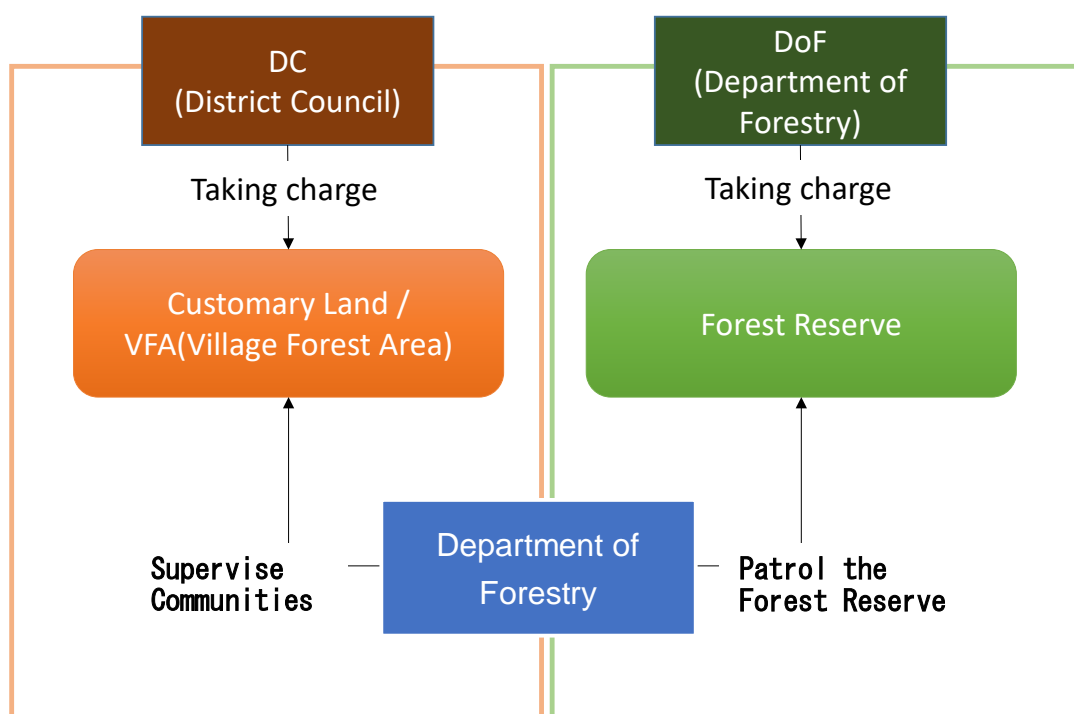 DC
(District Council)
DoF
(Department of
Forestry)
Taking charge
Taking charge
Customary Land /
VFA(Village Forest Area)
Forest Reserve
Department of
Forestry
Supervise
Communities
Patrol the
Forest Reserve